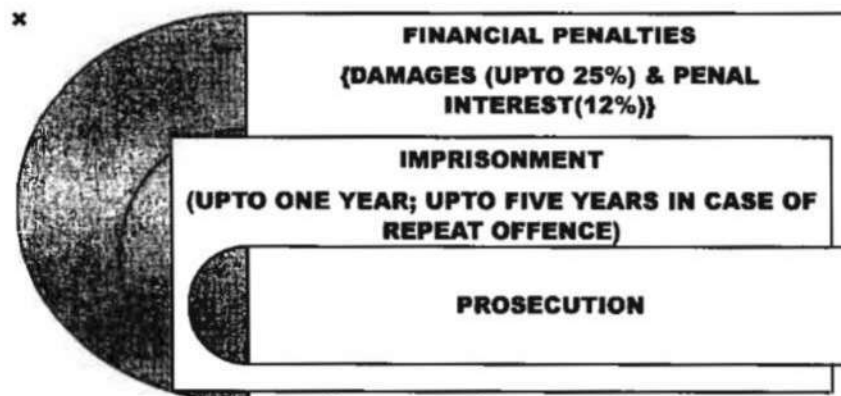 ×
FINANCIAL PENALTIES
{DAMAGES (UPTO 25%) & PENAL
INTEREST(12%)}
IMPRISONMENT
(UPTO ONE YEAR; UPTO FIVE YEARS IN CASE OF
REPEAT OFFENCE)
PROSECUTION